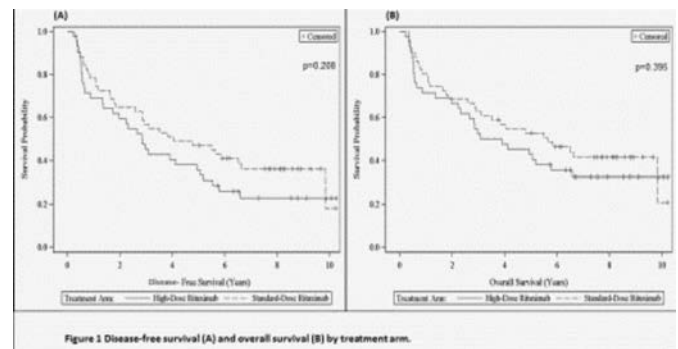 (A)
+ Censored
p=0.208
Survival Probability
1.0
0.8
0.6
0.4
0.2
0.0
0 2 4 6 8 10
Disease- Free Survival (Years)
Treatment Arm: High-Dose Rituximab Standard-Dose Rituximab
(B)
+ Censored
p=0.395
Survival Probability
1.0
0.8
0.6
0.4
0.2
0.0
0 2 4 6 8 10
Overall Survival (Years)
Treatment Arm: High-Dose Rituximab Standard-Dose Rituximab
Figure 1 Disease-free survival (A) and overall survival (B) by treatment arm.